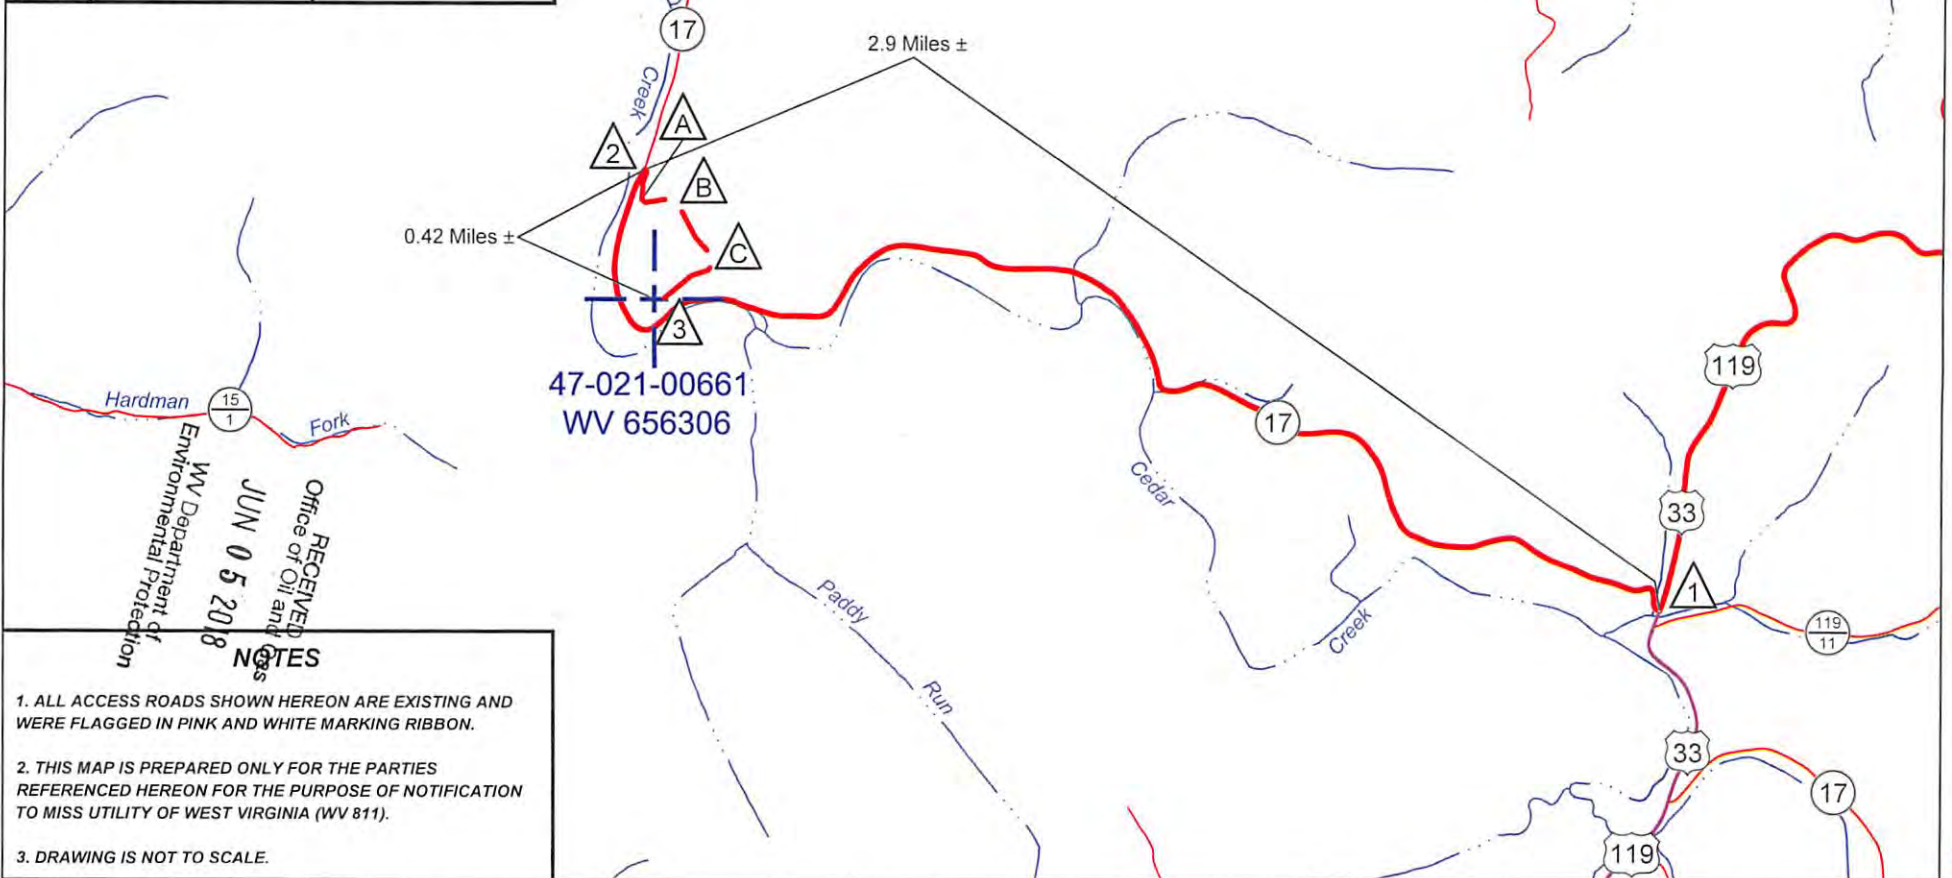 17
2.9 Miles ±
Creek
A
2
B
0.42 Miles ±
C
3
47-021-00661
WV 656306
119
Hardman
15
1
Fork
17
Cedar
33
RECEIVED
Office of Oil and Gas
JUN 05 2018
WV Department of
Environmental Protection
1
Paddy
Creek
119
11
Run
33
17
119
NOTES
1. ALL ACCESS ROADS SHOWN HEREON ARE EXISTING AND
WERE FLAGGED IN PINK AND WHITE MARKING RIBBON.
2. THIS MAP IS PREPARED ONLY FOR THE PARTIES
REFERENCED HEREON FOR THE PURPOSE OF NOTIFICATION
TO MISS UTILITY OF WEST VIRGINIA (WV 811).
3. DRAWING IS NOT TO SCALE.